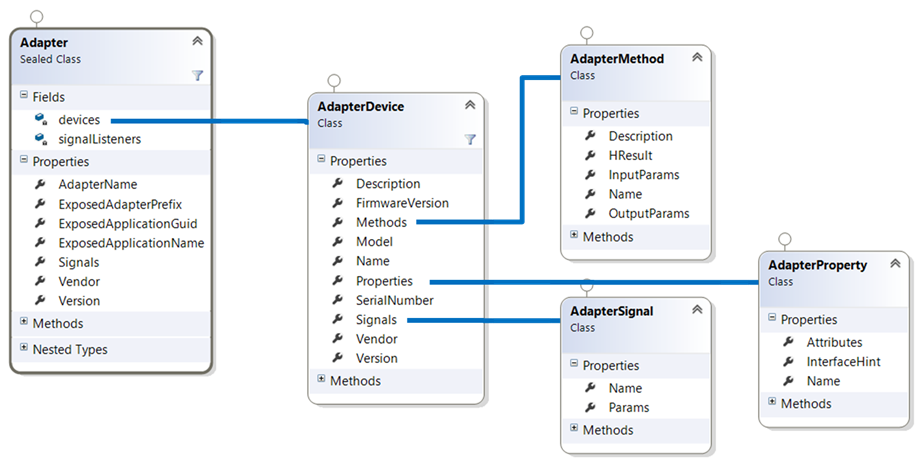 Adapter
Sealed Class
Fields
devices
signalListeners
Properties
AdapterName
ExposedAdapterPrefix
ExposedApplicationGuid
ExposedApplicationName
Signals
Vendor
Version
Methods
Nested Types
AdapterDevice
Class
Properties
Description
FirmwareVersion
Methods
Model
Name
Properties
SerialNumber
Signals
Vendor
Version
Methods
AdapterMethod
Class
Properties
Description
HResult
InputParams
Name
OutputParams
Methods
AdapterSignal
Class
Properties
Name
Params
Methods
AdapterProperty
Class
Properties
Attributes
InterfaceHint
Name
Methods